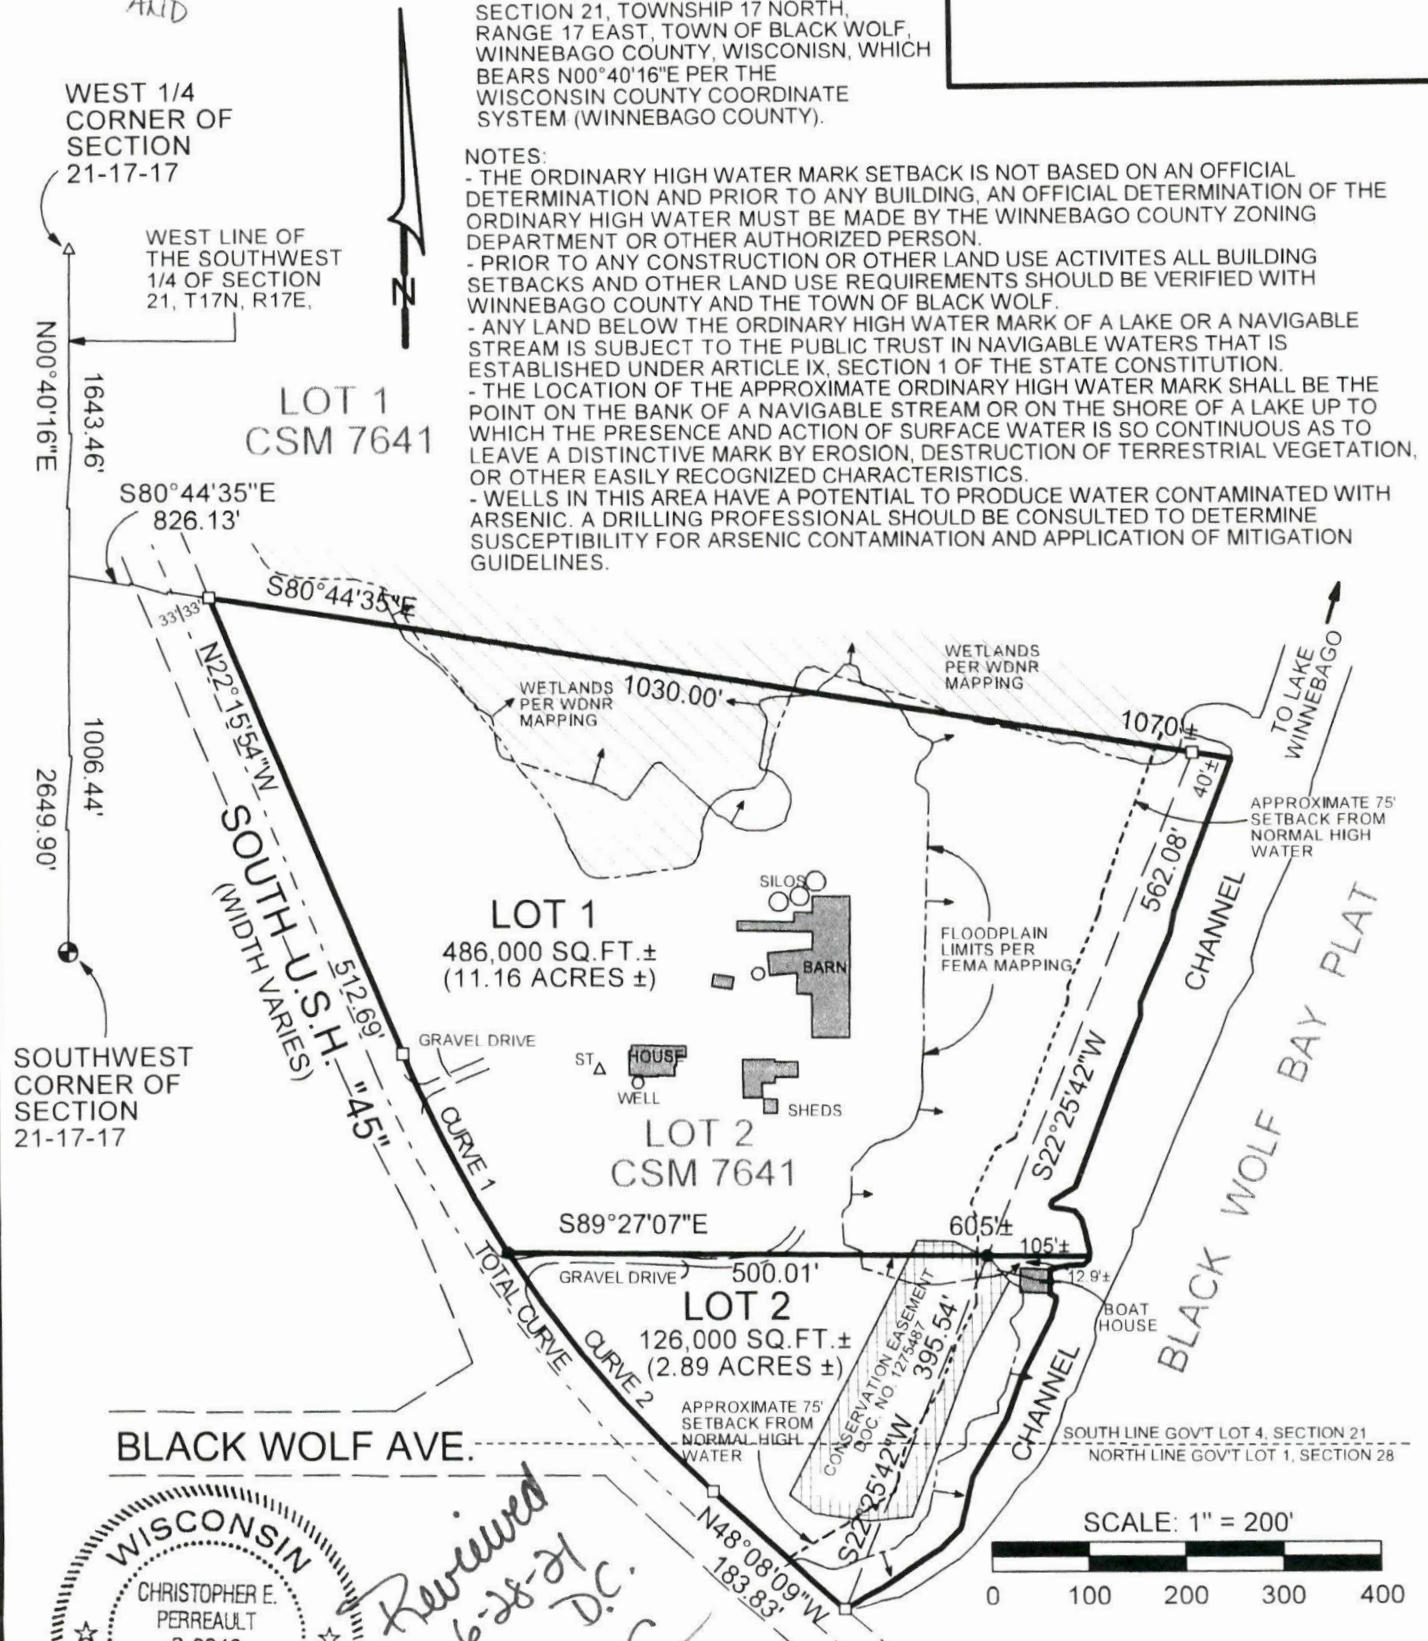 AND
SECTION 21, TOWNSHIP 17 NORTH,
RANGE 17 EAST, TOWN OF BLACK WOLF,
WINNEBAGO COUNTY, WISCONISN, WHICH
BEARS N00°40'16"E PER THE
WISCONSIN COUNTY COORDINATE
SYSTEM (WINNEBAGO COUNTY).
WEST 1/4
CORNER OF
SECTION
21-17-17
WEST LINE OF
THE SOUTHWEST
1/4 OF SECTION
21, T17N, R17E,
N
NOTES:
- THE ORDINARY HIGH WATER MARK SETBACK IS NOT BASED ON AN OFFICIAL
DETERMINATION AND PRIOR TO ANY BUILDING, AN OFFICIAL DETERMINATION OF THE
ORDINARY HIGH WATER MUST BE MADE BY THE WINNEBAGO COUNTY ZONING
DEPARTMENT OR OTHER AUTHORIZED PERSON.
- PRIOR TO ANY CONSTRUCTION OR OTHER LAND USE ACTIVITES ALL BUILDING
SETBACKS AND OTHER LAND USE REQUIREMENTS SHOULD BE VERIFIED WITH
WINNEBAGO COUNTY AND THE TOWN OF BLACK WOLF.
- ANY LAND BELOW THE ORDINARY HIGH WATER MARK OF A LAKE OR A NAVIGABLE
STREAM IS SUBJECT TO THE PUBLIC TRUST IN NAVIGABLE WATERS THAT IS
ESTABLISHED UNDER ARTICLE IX, SECTION 1 OF THE STATE CONSTITUTION.
- THE LOCATION OF THE APPROXIMATE ORDINARY HIGH WATER MARK SHALL BE THE
POINT ON THE BANK OF A NAVIGABLE STREAM OR ON THE SHORE OF A LAKE UP TO
WHICH THE PRESENCE AND ACTION OF SURFACE WATER IS SO CONTINUOUS AS TO
LEAVE A DISTINCTIVE MARK BY EROSION, DESTRUCTION OF TERRESTRIAL VEGETATION,
OR OTHER EASILY RECOGNIZED CHARACTERISTICS.
- WELLS IN THIS AREA HAVE A POTENTIAL TO PRODUCE WATER CONTAMINATED WITH
ARSENIC. A DRILLING PROFESSIONAL SHOULD BE CONSULTED TO DETERMINE
SUSCEPTIBILITY FOR ARSENIC CONTAMINATION AND APPLICATION OF MITIGATION
GUIDELINES.
N00°40'16"E
1643.46'
LOT 1
CSM 7641
S80°44'35"E
826.13'
33' 33'
S80°44'35"E
1030.00'
1070'±
40'±
WETLANDS
PER WDNR
MAPPING
WETLANDS
PER WDNR
MAPPING
TO LAKE
WINNEBAGO
N22°15'54"W
512.69'
1006.44'
2649.90'
SOUTH U.S.H. "45"
(WIDTH VARIES)
APPROXIMATE 75'
SETBACK FROM
NORMAL HIGH
WATER
562.08'
S22°25'42"W
CHANNEL
BLACK WOLF BAY PLAT
SILOS
BARN
LOT 1
486,000 SQ.FT.±
(11.16 ACRES ±)
FLOODPLAIN
LIMITS PER
FEMA MAPPING
SOUTHWEST
CORNER OF
SECTION
21-17-17
GRAVEL DRIVE
ST
HOUSE
WELL
SHEDS
CURVE 1
LOT 2
CSM 7641
S89°27'07"E
500.01'
605'±
105'±
12.9'±
BOAT
HOUSE
GRAVEL DRIVE
TOTAL CURVE
CURVE 2
LOT 2
126,000 SQ.FT.±
(2.89 ACRES ±)
CONSERVATION EASEMENT
DOC. NO. 1275487
395.54'
S22°25'42"W
CHANNEL
APPROXIMATE 75'
SETBACK FROM
NORMAL HIGH
WATER
BLACK WOLF AVE.
SOUTH LINE GOV'T LOT 4, SECTION 21
NORTH LINE GOV'T LOT 1, SECTION 28
N48°08'09"W
183.83'
SCALE: 1" = 200'
0 100 200 300 400
WISCONSIN
CHRISTOPHER E.
PERREAULT
Reviewed
6-28-21
D.C.